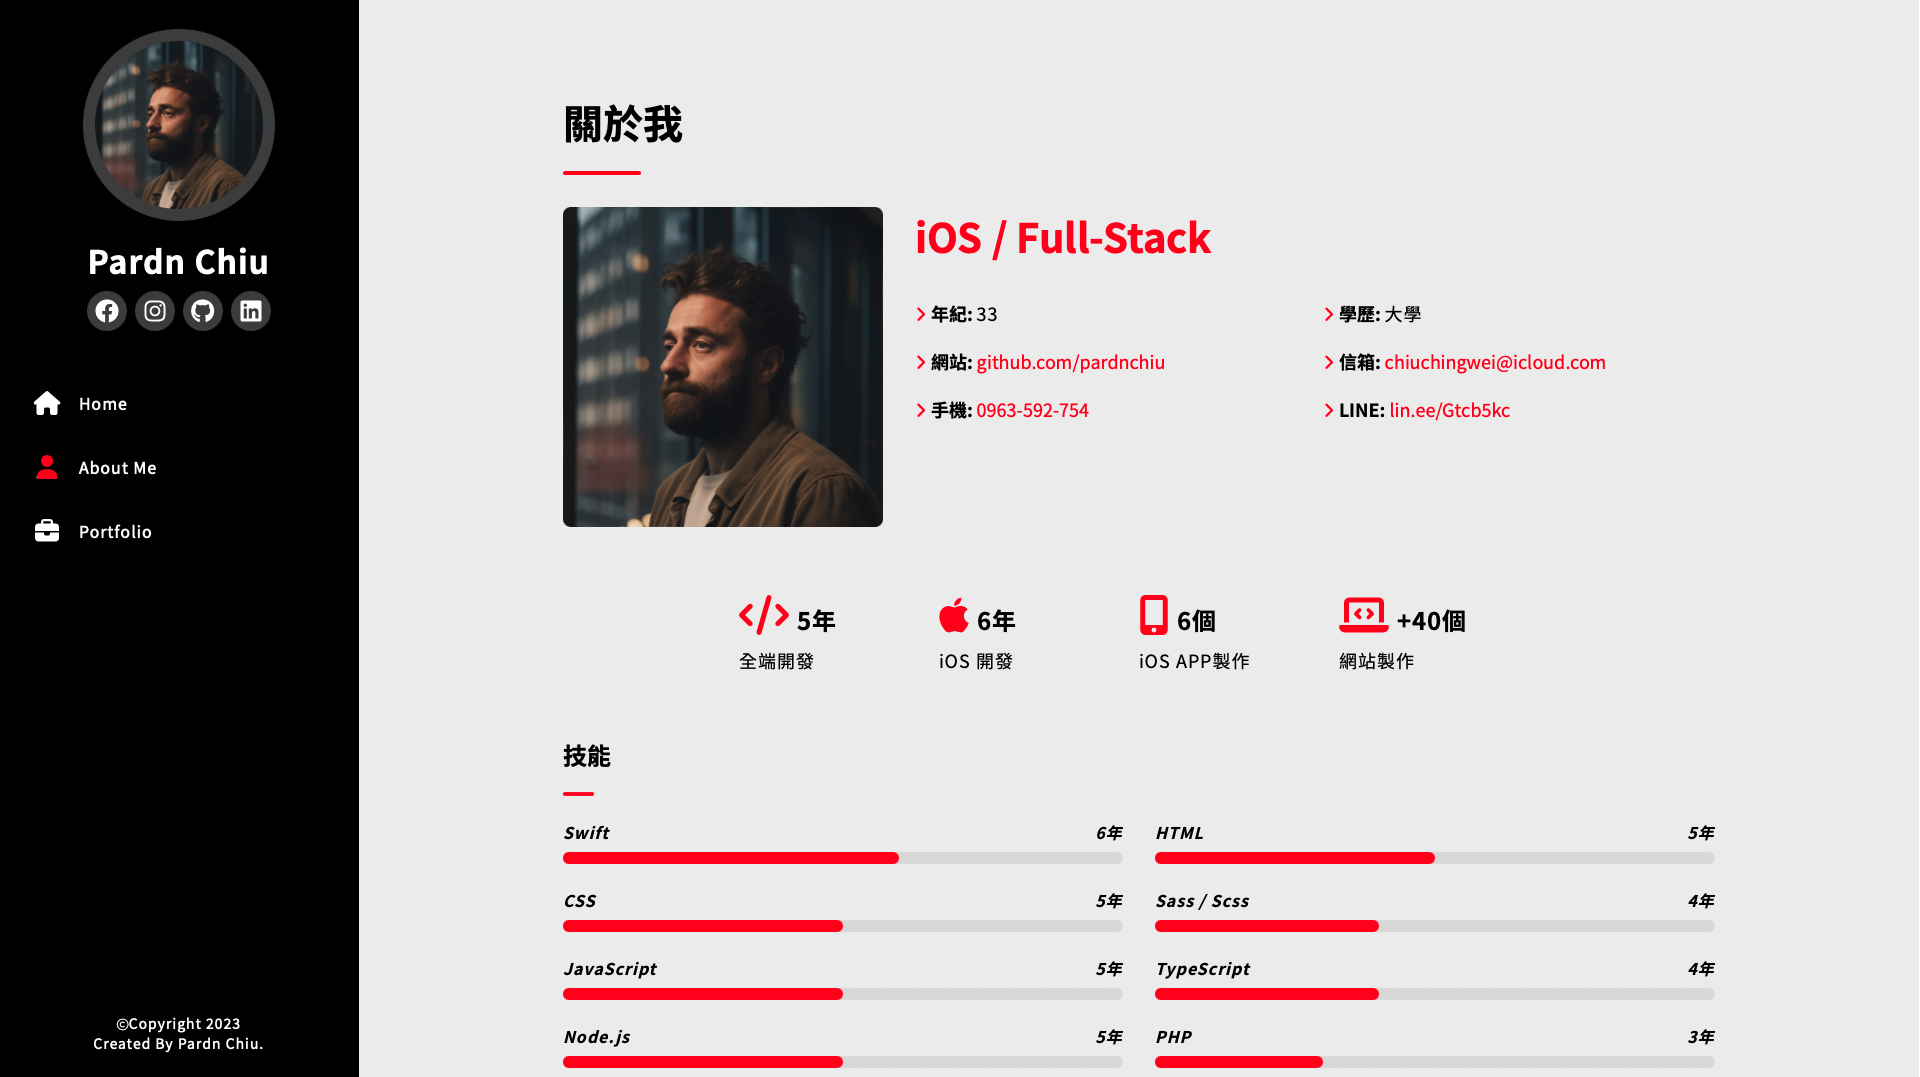 Pardn Chiu
Home
About Me
Portfolio
©Copyright 2023
Created By Pardn Chiu.
關於我
iOS / Full-Stack
年紀: 33
學歷: 大學
網站: github.com/pardnchiu
信箱: chiuchingwei@icloud.com
手機: 0963-592-754
LINE: lin.ee/Gtcb5kc
5年
全端開發
6年
iOS 開發
6個
iOS APP製作
+40個
網站製作
技能
Swift 6年
HTML 5年
CSS 5年
Sass / Scss 4年
JavaScript 5年
TypeScript 4年
Node.js 5年
PHP 3年